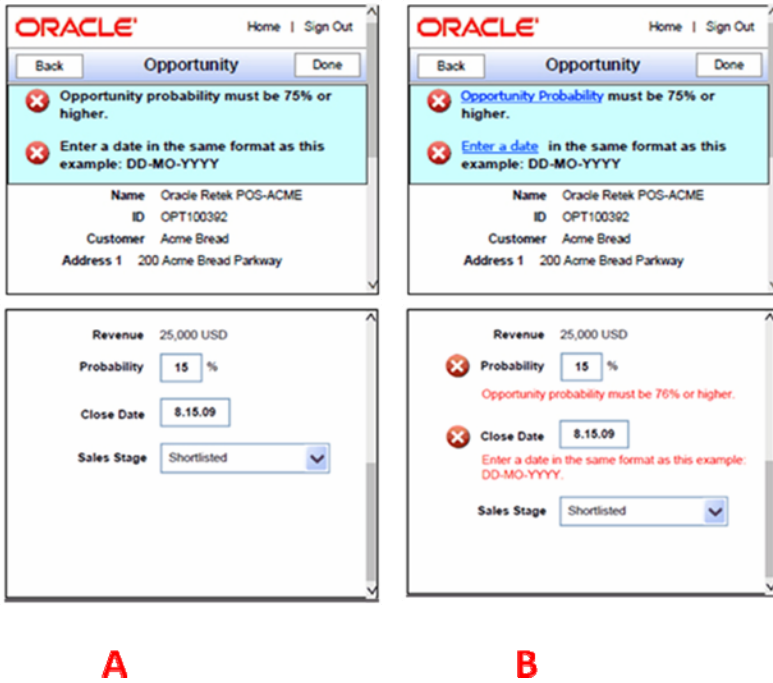 ORACLE'
Home | Sign Out
Back
Opportunity
Done
Opportunity probability must be 75% or
higher.
Enter a date in the same format as this
example: DD-MO-YYYY
Name Oracle Retek POS-ACME
ID OPT100392
Customer Acme Bread
Address 1 200 Acme Bread Parkway
Revenue 25,000 USD
Probability 15 %
Close Date 8.15.09
Sales Stage Shortlisted
A
ORACLE'
Home | Sign Out
Back
Opportunity
Done
Opportunity Probability must be 75% or
higher.
Enter a date in the same format as this
example: DD-MO-YYYY
Name Oracle Retek POS-ACME
ID OPT100392
Customer Acme Bread
Address 1 200 Acme Bread Parkway
Revenue 25,000 USD
Probability 15 %
Opportunity probability must be 76% or higher.
Close Date 8.15.09
Enter a date in the same format as this example:
DD-MO-YYYY.
Sales Stage Shortlisted
B